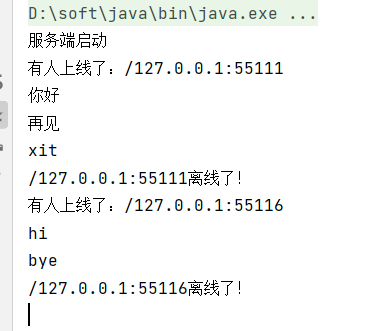 D:\soft\java\bin\java.exe ...
服务端启动
有人上线了：/127.0.0.1:55111
你好
再见
xit
/127.0.0.1:55111离线了！
有人上线了：/127.0.0.1:55116
hi
bye
/127.0.0.1:55116离线了！